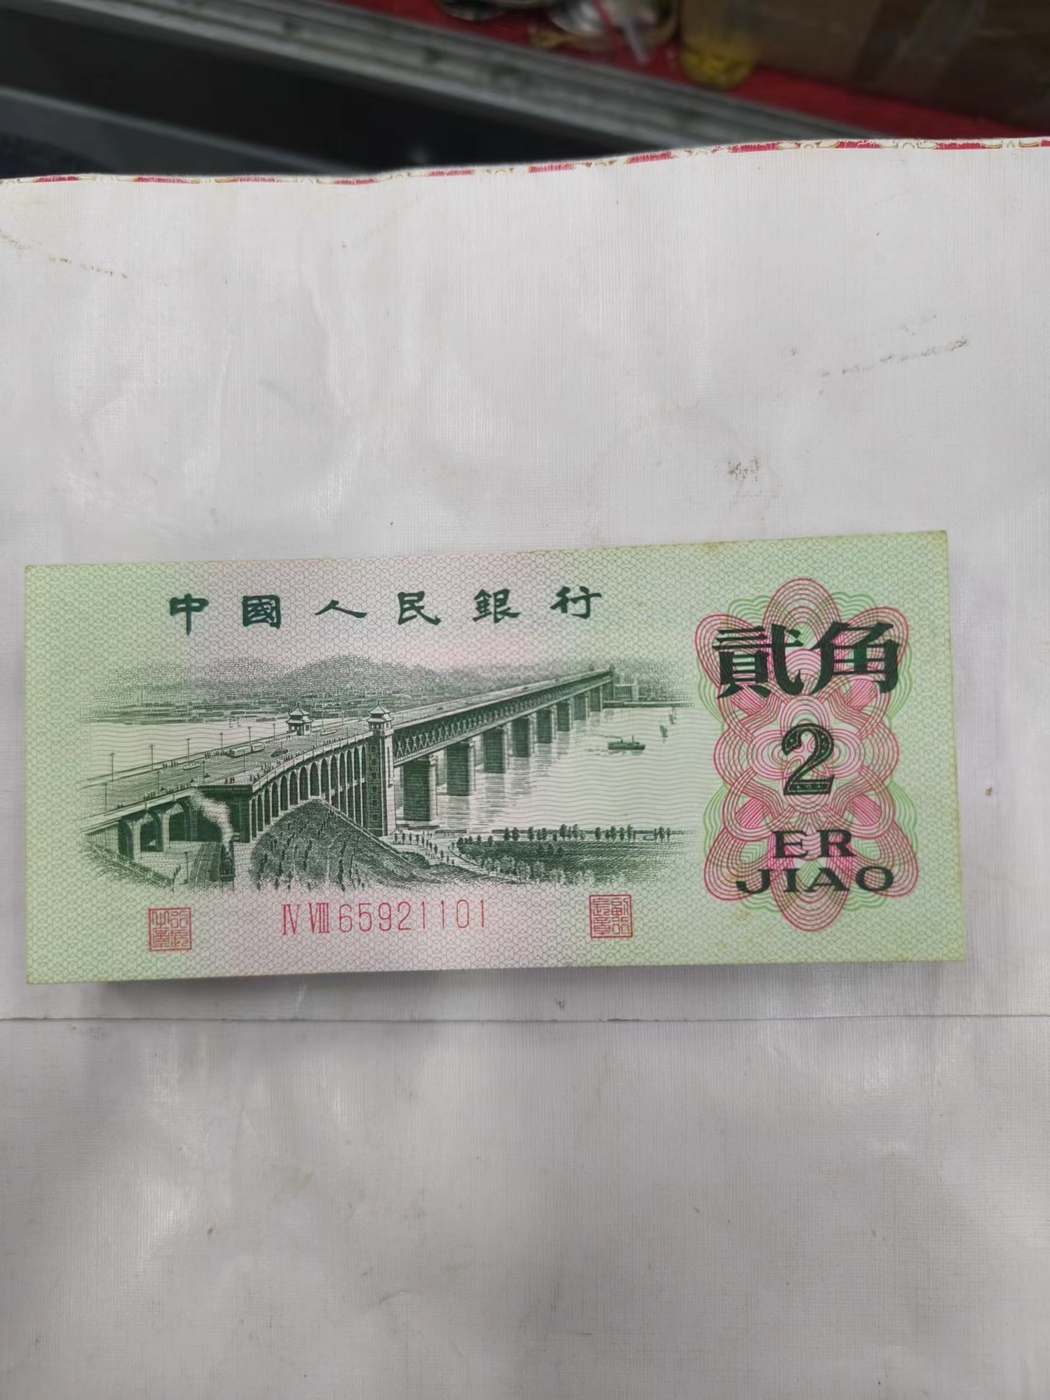 中國人民銀行
貳角
2
ER
JIAO
Ⅳ Ⅷ 65921101